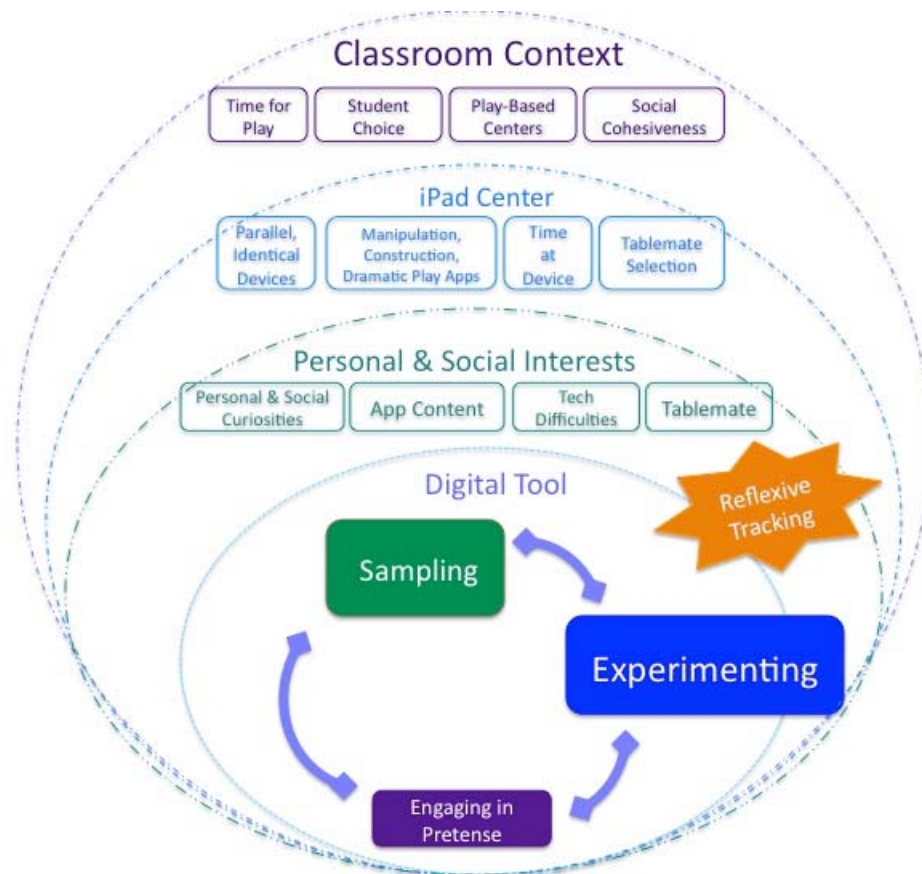 Classroom Context
Time for
Play
Student
Choice
Play-Based
Centers
Social
Cohesiveness
iPad Center
Parallel,
Identical
Devices
Manipulation,
Construction,
Dramatic Play Apps
Time
at
Device
Tablemate
Selection
Personal & Social Interests
Personal & Social
Curiosities
App Content
Tech
Difficulties
Tablemate
Digital Tool
Reflexive
Tracking
Sampling
Experimenting
Engaging in
Pretense